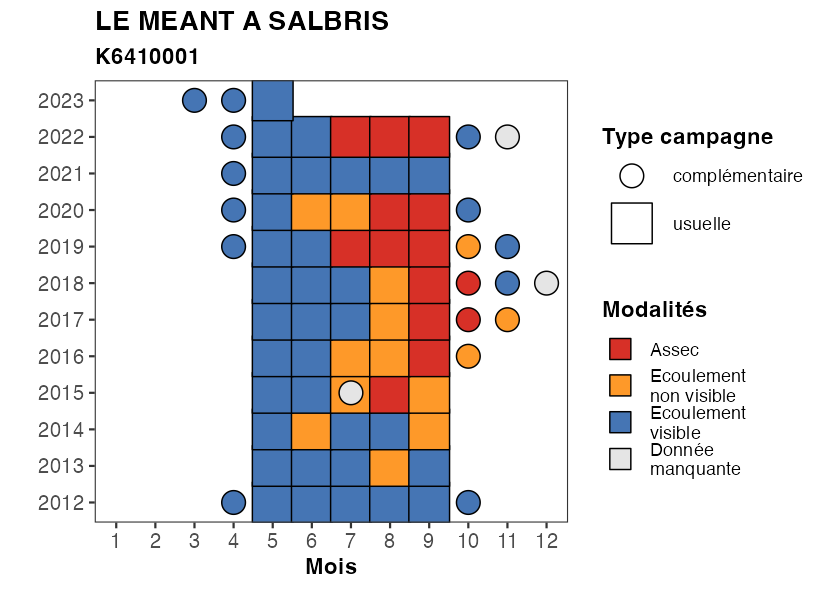 LE MEANT A SALBRIS
K6410001
2023
2022
2021
2020
2019
2018
2017
2016
2015
2014
2013
2012
1 2 3 4 5 6 7 8 9 10 11 12
Mois
Type campagne
complémentaire
usuelle
Modalités
Assec
Ecoulement
non visible
Ecoulement
visible
Donnée
manquante